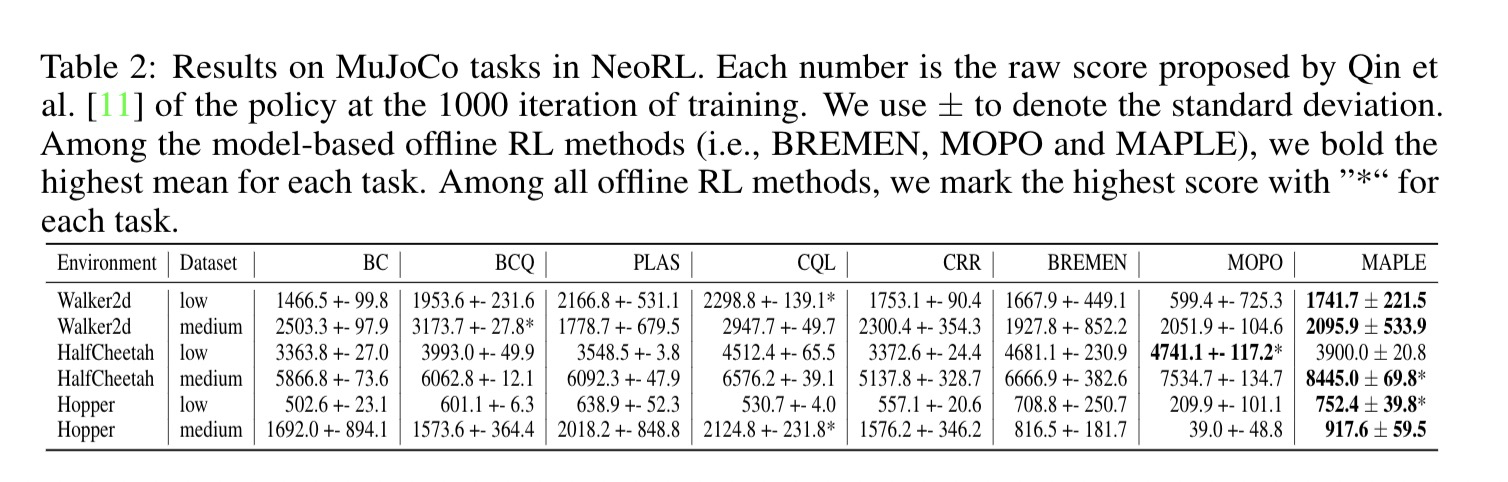 Table 2: Results on MuJoCo tasks in NeoRL. Each number is the raw score proposed by Qin et
al. [11] of the policy at the 1000 iteration of training. We use ± to denote the standard deviation.
Among the model-based offline RL methods (i.e., BREMEN, MOPO and MAPLE), we bold the
highest mean for each task. Among all offline RL methods, we mark the highest score with ”*“ for
each task.
Environment Dataset BC BCQ PLAS CQL CRR BREMEN MOPO MAPLE
Walker2d low 1466.5 +- 99.8 1953.6 +- 231.6 2166.8 +- 531.1 2298.8 +- 139.1* 1753.1 +- 90.4 1667.9 +- 449.1 599.4 +- 725.3 1741.7 ± 221.5
Walker2d medium 2503.3 +- 97.9 3173.7 +- 27.8* 1778.7 +- 679.5 2947.7 +- 49.7 2300.4 +- 354.3 1927.8 +- 852.2 2051.9 +- 104.6 2095.9 ± 533.9
HalfCheetah low 3363.8 +- 27.0 3993.0 +- 49.9 3548.5 +- 3.8 4512.4 +- 65.5 3372.6 +- 24.4 4681.1 +- 230.9 4741.1 +- 117.2* 3900.0 ± 20.8
HalfCheetah medium 5866.8 +- 73.6 6062.8 +- 12.1 6092.3 +- 47.9 6576.2 +- 39.1 5137.8 +- 328.7 6666.9 +- 382.6 7534.7 +- 134.7 8445.0 ± 69.8*
Hopper low 502.6 +- 23.1 601.1 +- 6.3 638.9 +- 52.3 530.7 +- 4.0 557.1 +- 20.6 708.8 +- 250.7 209.9 +- 101.1 752.4 ± 39.8*
Hopper medium 1692.0 +- 894.1 1573.6 +- 364.4 2018.2 +- 848.8 2124.8 +- 231.8* 1576.2 +- 346.2 816.5 +- 181.7 39.0 +- 48.8 917.6 ± 59.5